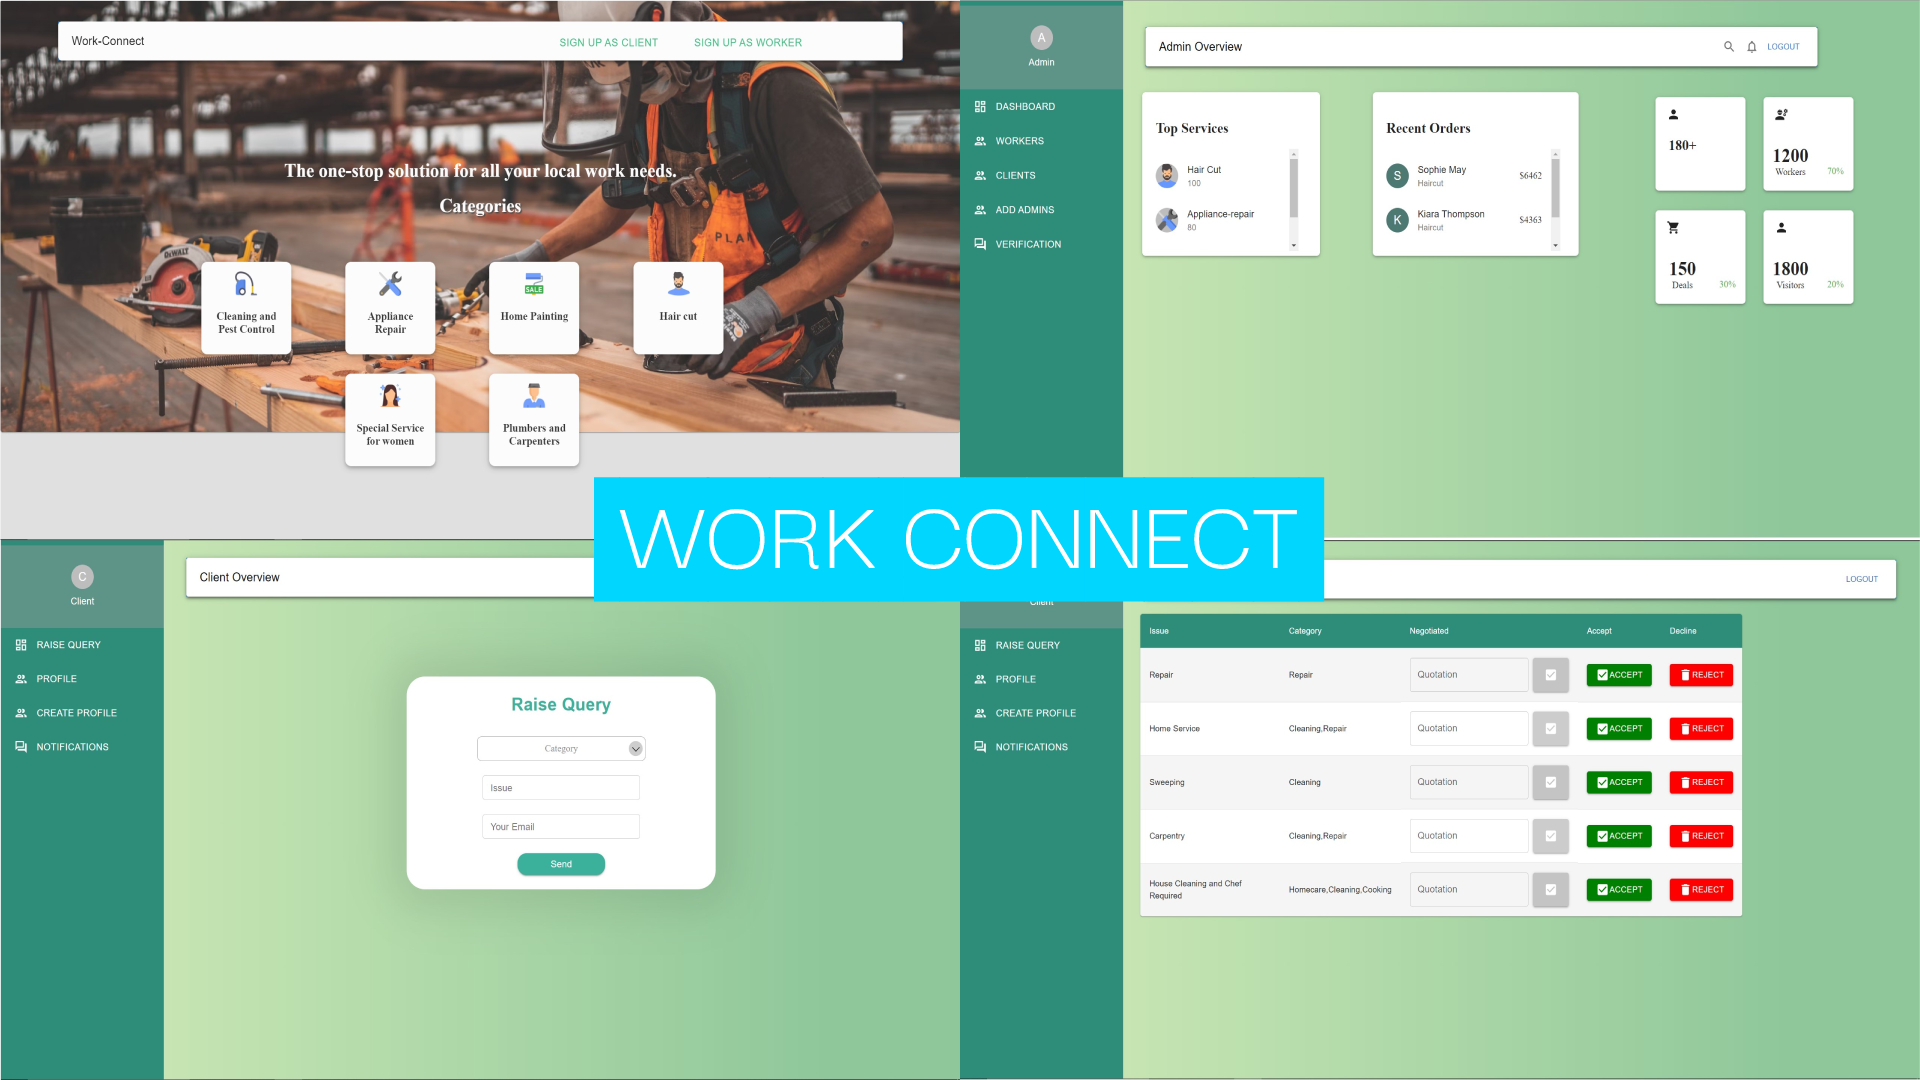 Work-Connect
SIGN UP AS CLIENT
SIGN UP AS WORKER
The one-stop solution for all your local work needs.
Categories
PLAN
DEWALT
SALE
Cleaning and
Pest Control
Appliance
Repair
Home Painting
Hair cut
Special Service
for women
Plumbers and
Carpenters
A
Admin
DASHBOARD
WORKERS
CLIENTS
ADD ADMINS
VERIFICATION
Admin Overview
LOGOUT
Top Services
Hair Cut
100
Appliance-repair
80
Recent Orders
S
Sophie May
Haircut
$6462
K
Kiara Thompson
Haircut
$4363
180+
1200
Workers
70%
150
Deals
30%
1800
Visitors
20%
WORK CONNECT
C
Client
RAISE QUERY
PROFILE
CREATE PROFILE
NOTIFICATIONS
Client Overview
Raise Query
Category
Issue
Your Email
Send
Client
RAISE QUERY
PROFILE
CREATE PROFILE
NOTIFICATIONS
LOGOUT
Issue Category Negotiated Accept Decline
Repair Repair Quotation ACCEPT REJECT
Home Service Cleaning,Repair Quotation ACCEPT REJECT
Sweeping Cleaning Quotation ACCEPT REJECT
Carpentry Cleaning,Repair Quotation ACCEPT REJECT
House Cleaning and Chef
Required Homecare,Cleaning,Cooking Quotation ACCEPT REJECT